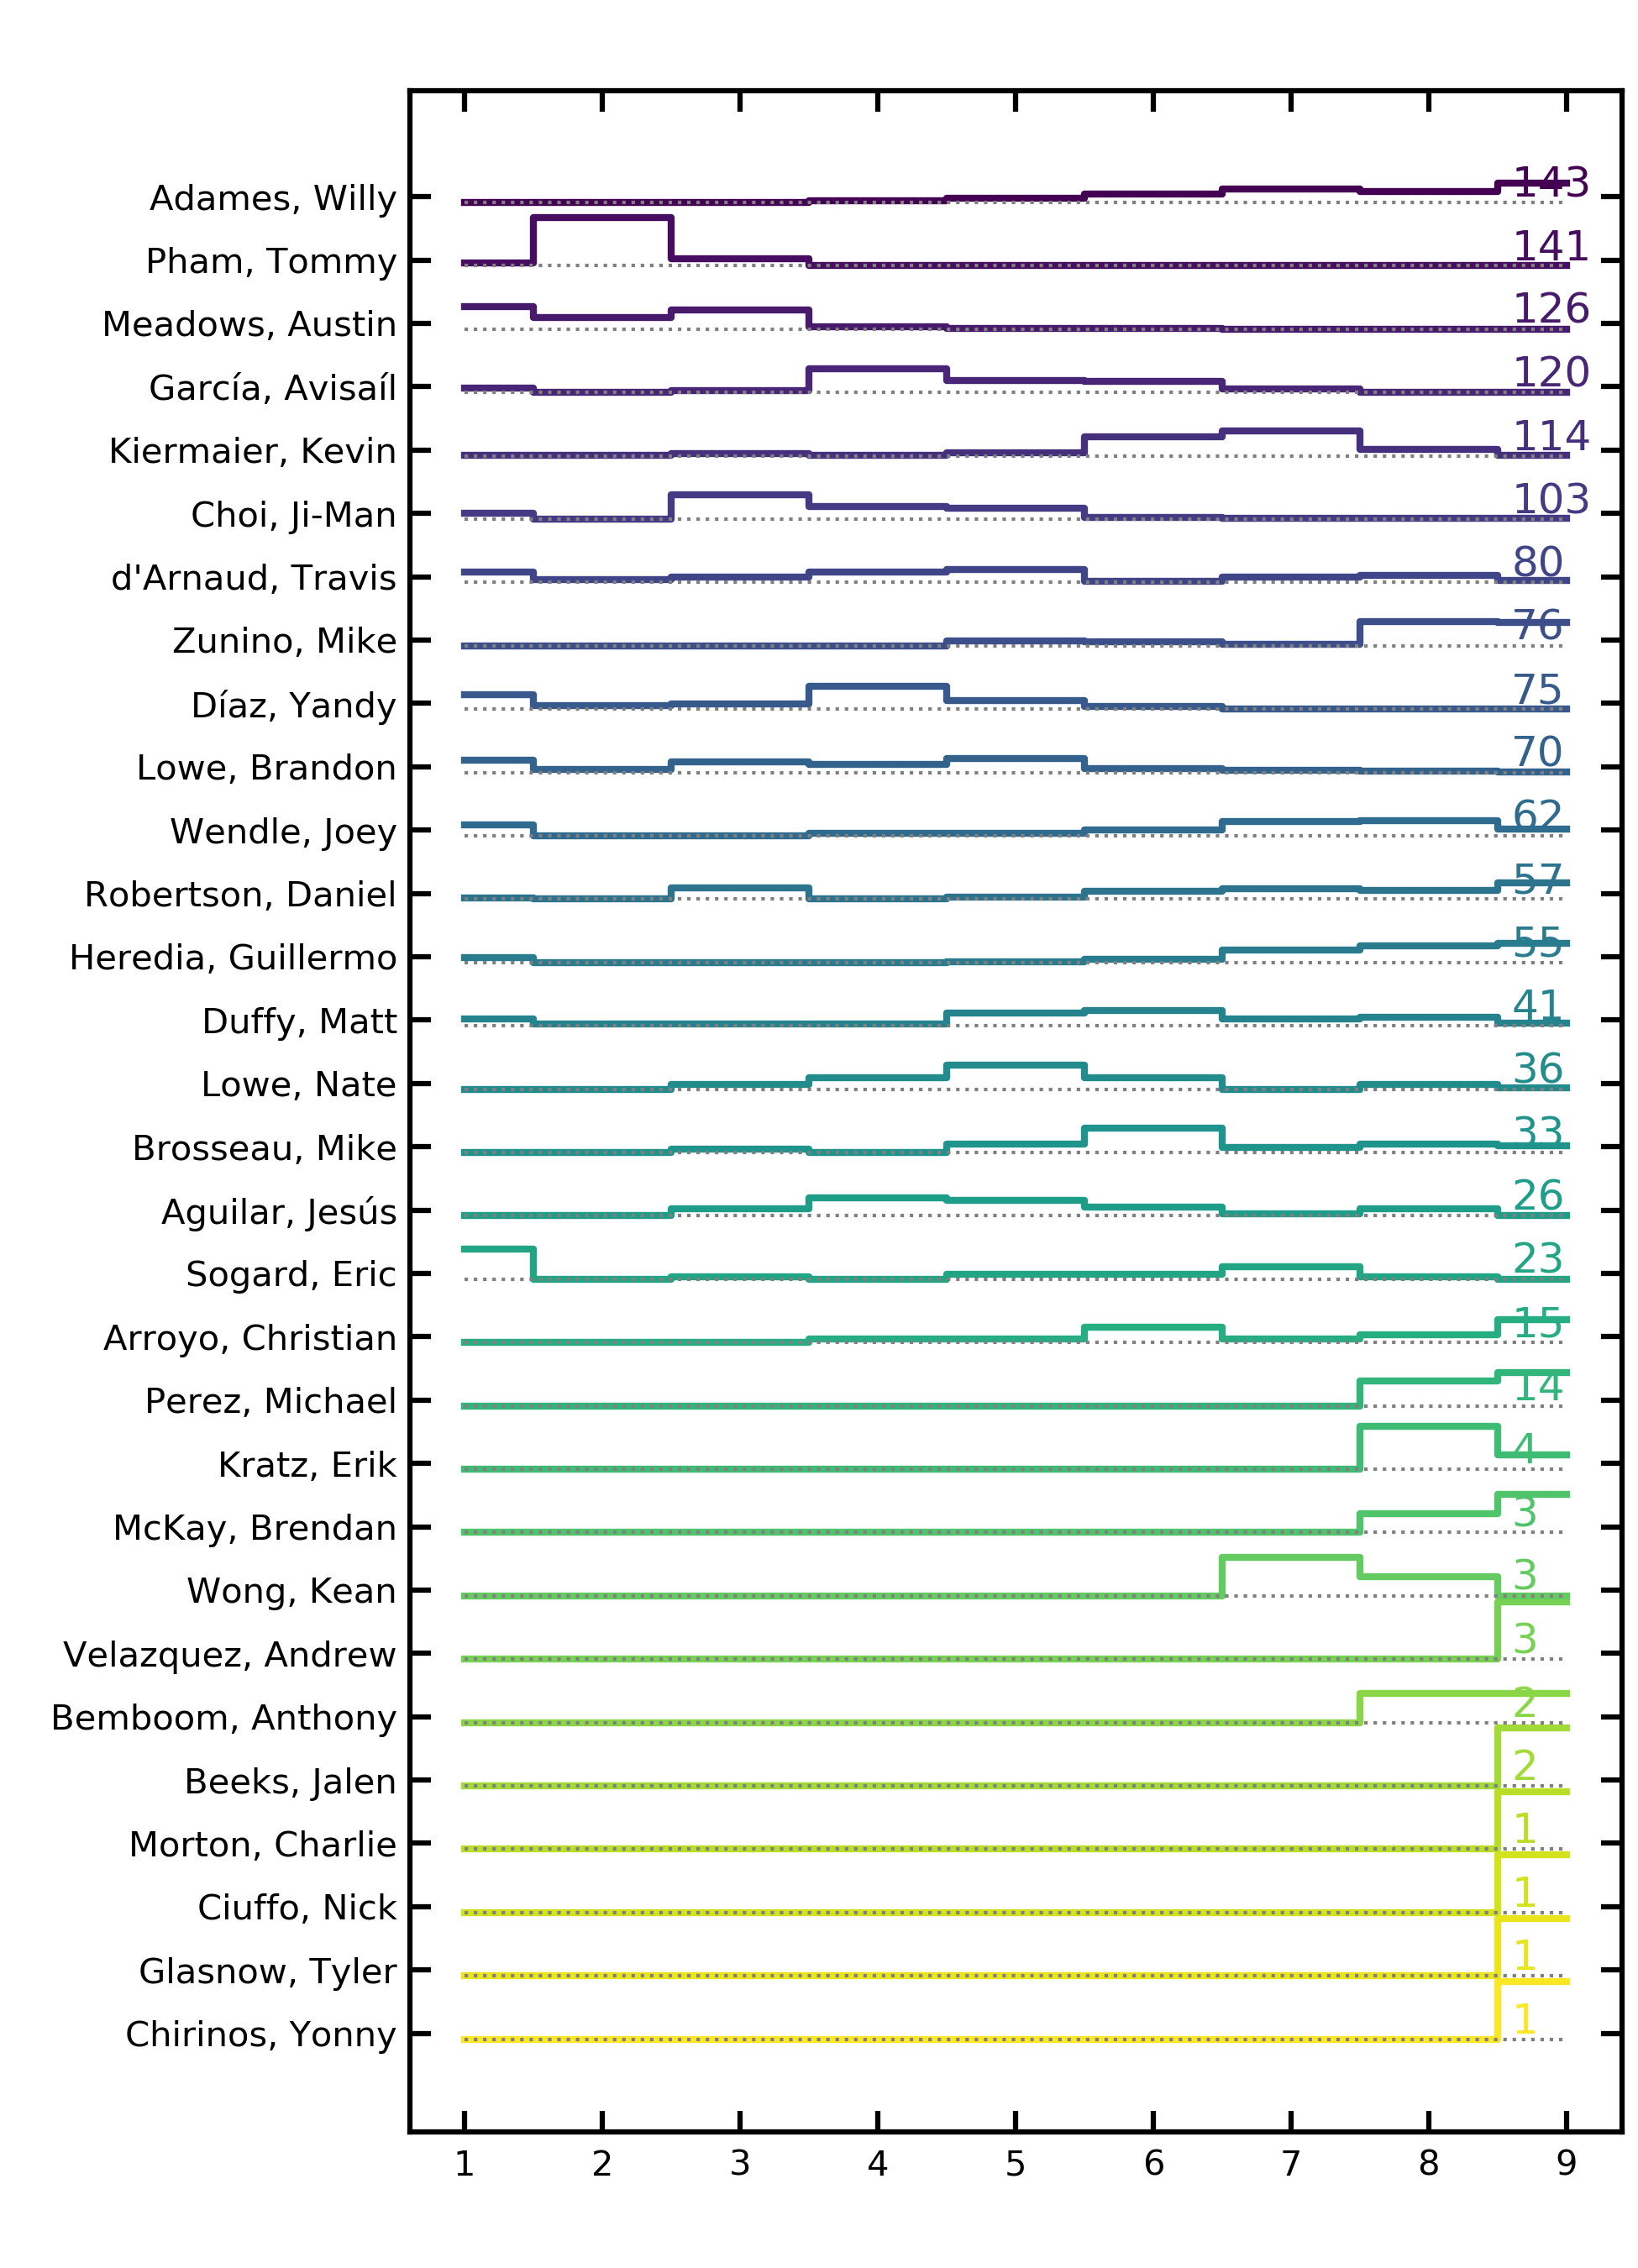 Adames, Willy 143
Pham, Tommy 141
Meadows, Austin 126
García, Avisaíl 120
Kiermaier, Kevin 114
Choi, Ji-Man 103
d'Arnaud, Travis 80
Zunino, Mike 76
Díaz, Yandy 75
Lowe, Brandon 70
Wendle, Joey 62
Robertson, Daniel 57
Heredia, Guillermo 55
Duffy, Matt 41
Lowe, Nate 36
Brosseau, Mike 33
Aguilar, Jesús 26
Sogard, Eric 23
Arroyo, Christian 15
Perez, Michael 14
Kratz, Erik 4
McKay, Brendan 3
Wong, Kean 3
Velazquez, Andrew 3
Bemboom, Anthony 2
Beeks, Jalen 2
Morton, Charlie 1
Ciuffo, Nick 1
Glasnow, Tyler 1
Chirinos, Yonny 1
1 2 3 4 5 6 7 8 9